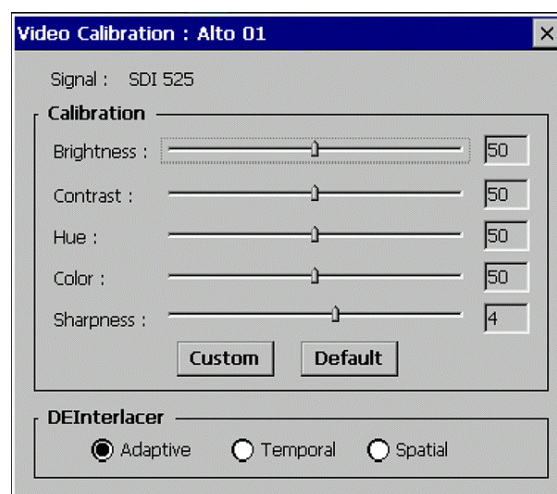 Video Calibration : Alto 01
Signal : SDI 525
Calibration
Brightness : 50
Contrast : 50
Hue : 50
Color : 50
Sharpness : 4
Custom Default
DEInterlacer
Adaptive Temporal Spatial